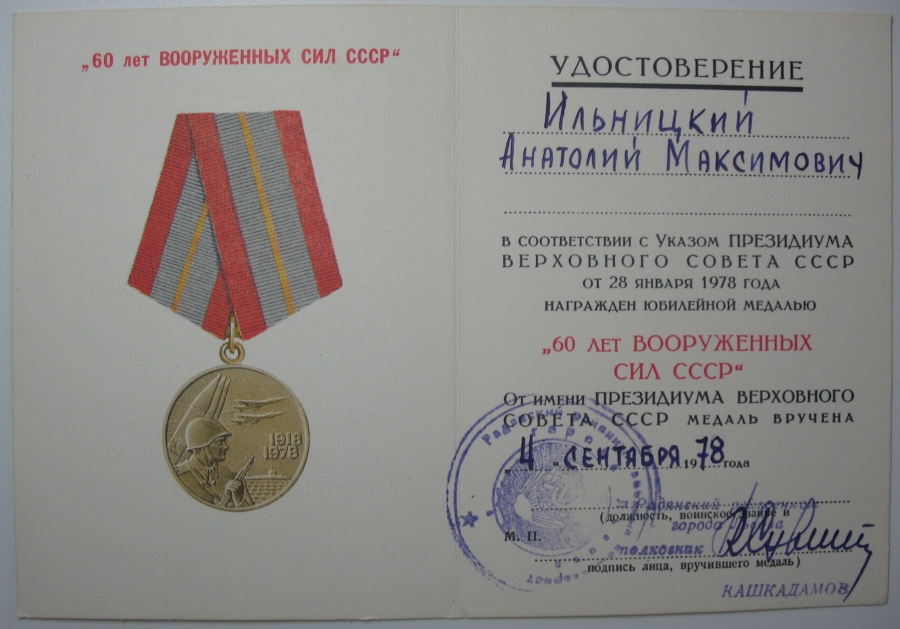 „60 лет ВООРУЖЕННЫХ СИЛ СССР“
1918
1978
УДОСТОВЕРЕНИЕ
Ильницкий
Анатолий Максимович
в соответствии с Указом ПРЕЗИДИУМА
ВЕРХОВНОГО СОВЕТА СССР
от 28 января 1978 года
награжден юбилейной медалью
„60 лет ВООРУЖЕННЫХ
СИЛ СССР“
От имени ПРЕЗИДИУМА ВЕРХОВНОГО
СОВЕТА СССР медаль вручена
„4“ сентября 1978 года
(должность, воинское звание и
города
М. П.
полковник
подпись лица, вручившего медаль)
КАШКАДАМОВ